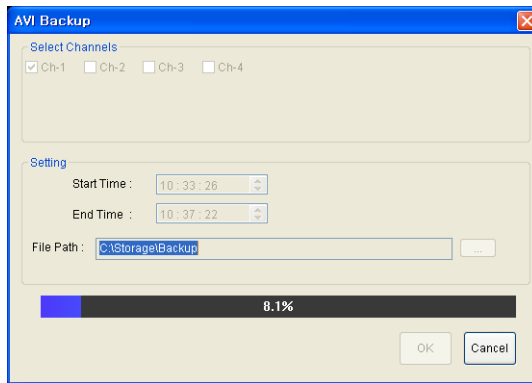 AVI Backup
Select Channels
Ch-1 Ch-2 Ch-3 Ch-4
Setting
Start Time : 10 : 33 : 26
End Time : 10 : 37 : 22
File Path : C:\Storage\Backup ...
8.1%
OK Cancel